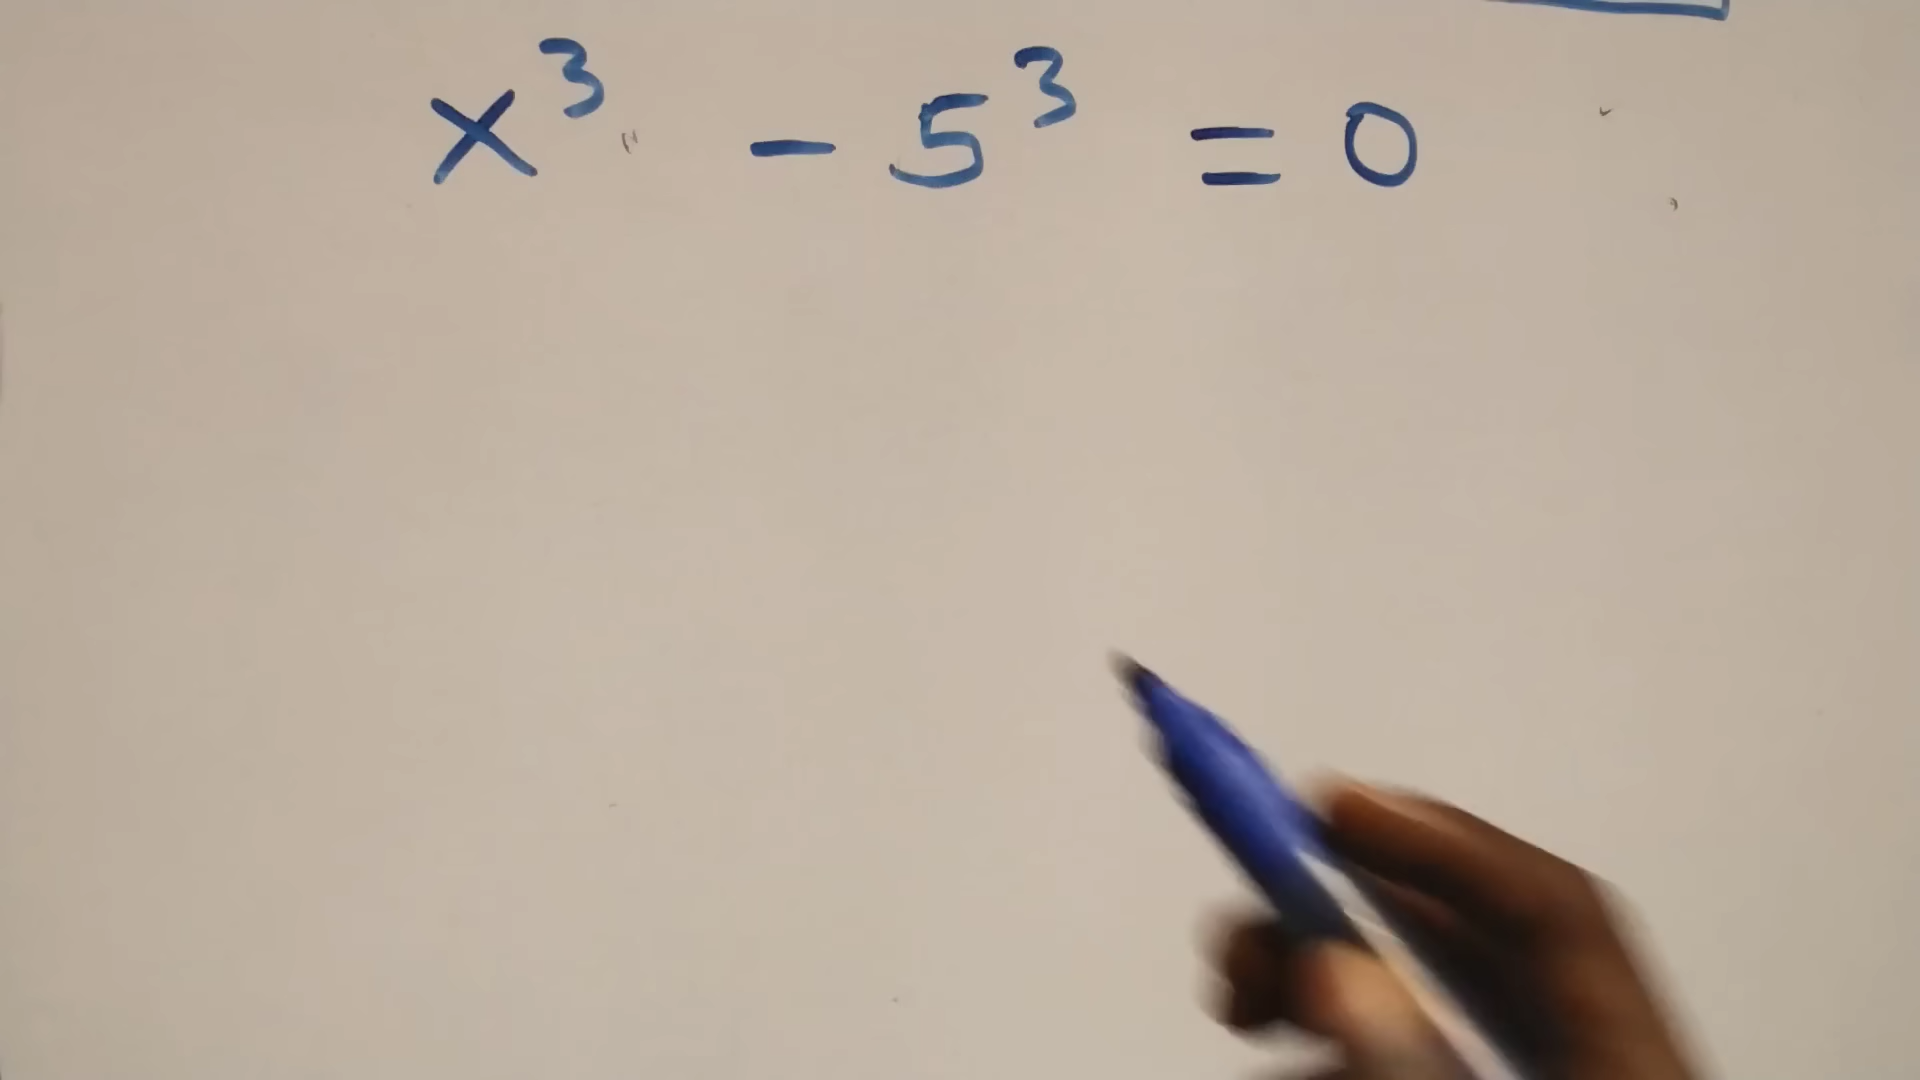 x³ - 5³ = 0